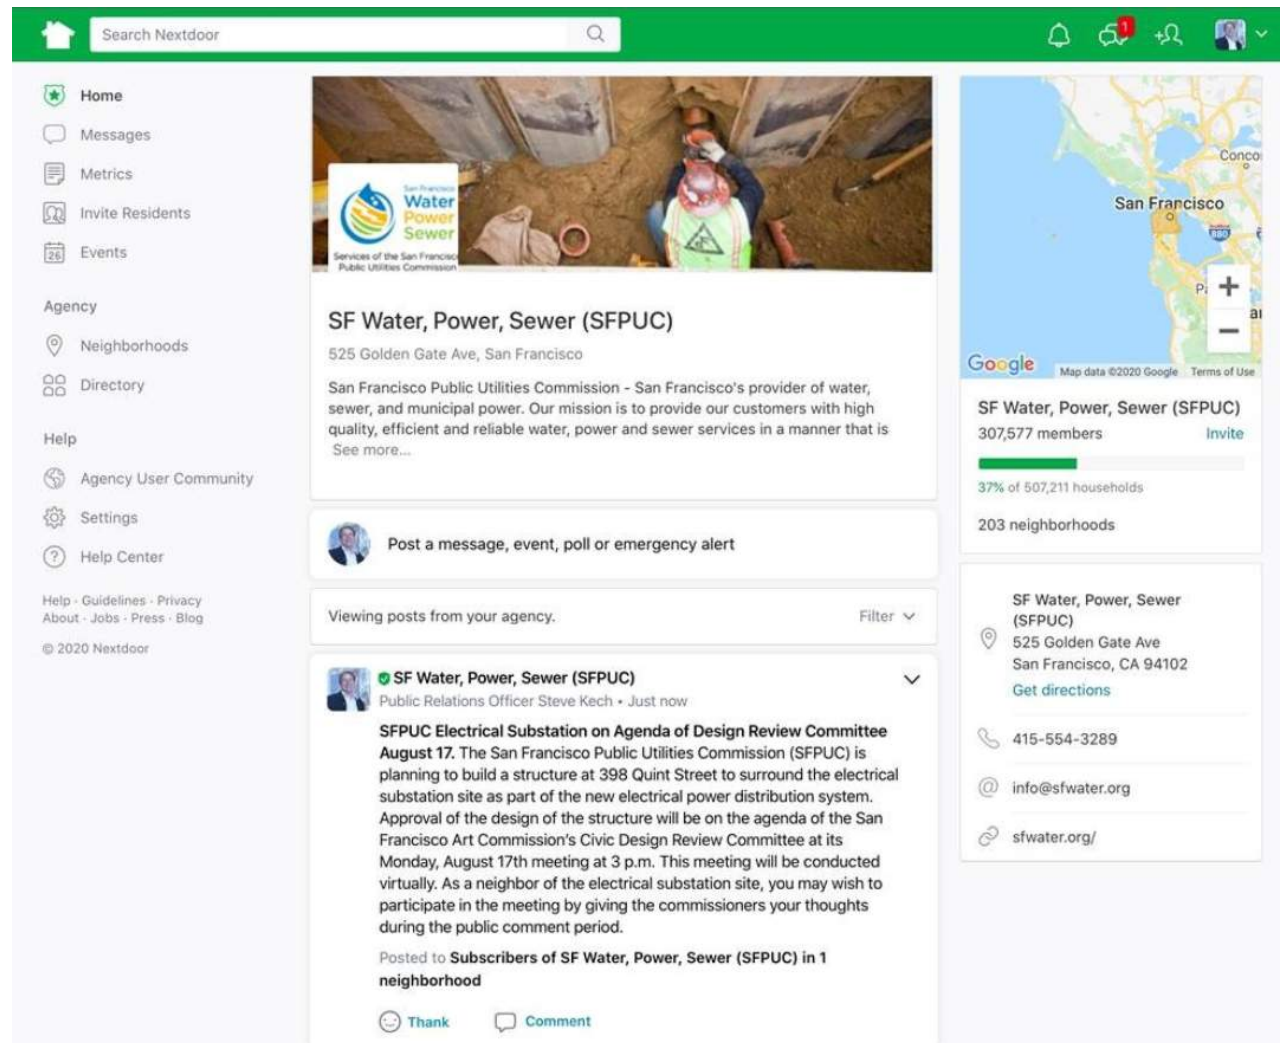 Search Nextdoor
1
Home
Messages
Metrics
Invite Residents
26
Events
Agency
Neighborhoods
Directory
Help
Agency User Community
Settings
Help Center
Help · Guidelines · Privacy
About · Jobs · Press · Blog
© 2020 Nextdoor
San Francisco
Water
Power
Sewer
Services of the San Francisco
Public Utilities Commission
SF Water, Power, Sewer (SFPUC)
525 Golden Gate Ave, San Francisco
San Francisco Public Utilities Commission - San Francisco's provider of water,
sewer, and municipal power. Our mission is to provide our customers with high
quality, efficient and reliable water, power and sewer services in a manner that is
See more...
Post a message, event, poll or emergency alert
Viewing posts from your agency.
Filter
SF Water, Power, Sewer (SFPUC)
Public Relations Officer Steve Kech • Just now
SFPUC Electrical Substation on Agenda of Design Review Committee
August 17. The San Francisco Public Utilities Commission (SFPUC) is
planning to build a structure at 398 Quint Street to surround the electrical
substation site as part of the new electrical power distribution system.
Approval of the design of the structure will be on the agenda of the San
Francisco Art Commission's Civic Design Review Committee at its
Monday, August 17th meeting at 3 p.m. This meeting will be conducted
virtually. As a neighbor of the electrical substation site, you may wish to
participate in the meeting by giving the commissioners your thoughts
during the public comment period.
Posted to Subscribers of SF Water, Power, Sewer (SFPUC) in 1
neighborhood
Thank
Comment
Conco
San Francisco
880
P
al
+
−
Google
Map data ©2020 Google
Terms of Use
SF Water, Power, Sewer (SFPUC)
307,577 members
Invite
37% of 507,211 households
203 neighborhoods
SF Water, Power, Sewer
(SFPUC)
525 Golden Gate Ave
San Francisco, CA 94102
Get directions
415-554-3289
@
info@sfwater.org
sfwater.org/